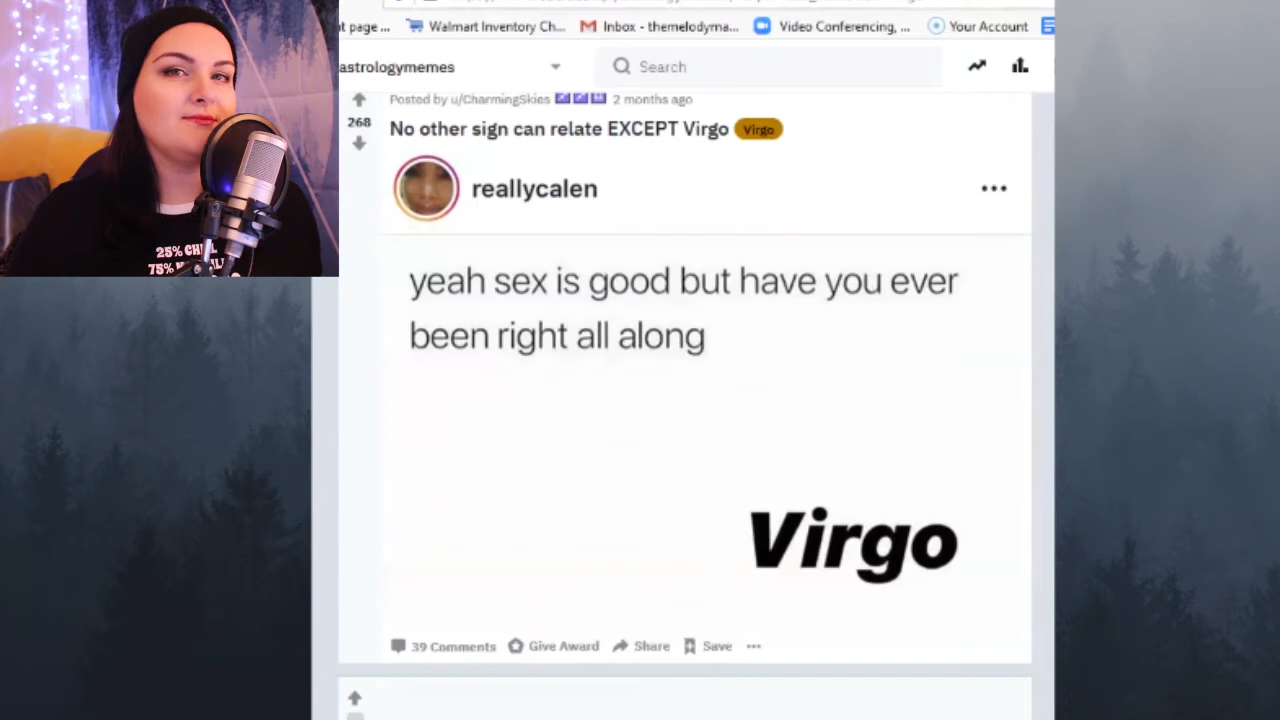 Walmart Inventory Ch... Inbox - themelodyma... Video Conferencing, ... Your Account
astrologymemes
Search
Posted by u/CharmingSkies 2 months ago
268
No other sign can relate EXCEPT Virgo Virgo
reallycalen
yeah sex is good but have you ever
been right all along
Virgo
39 Comments Give Award Share Save
25%
75%